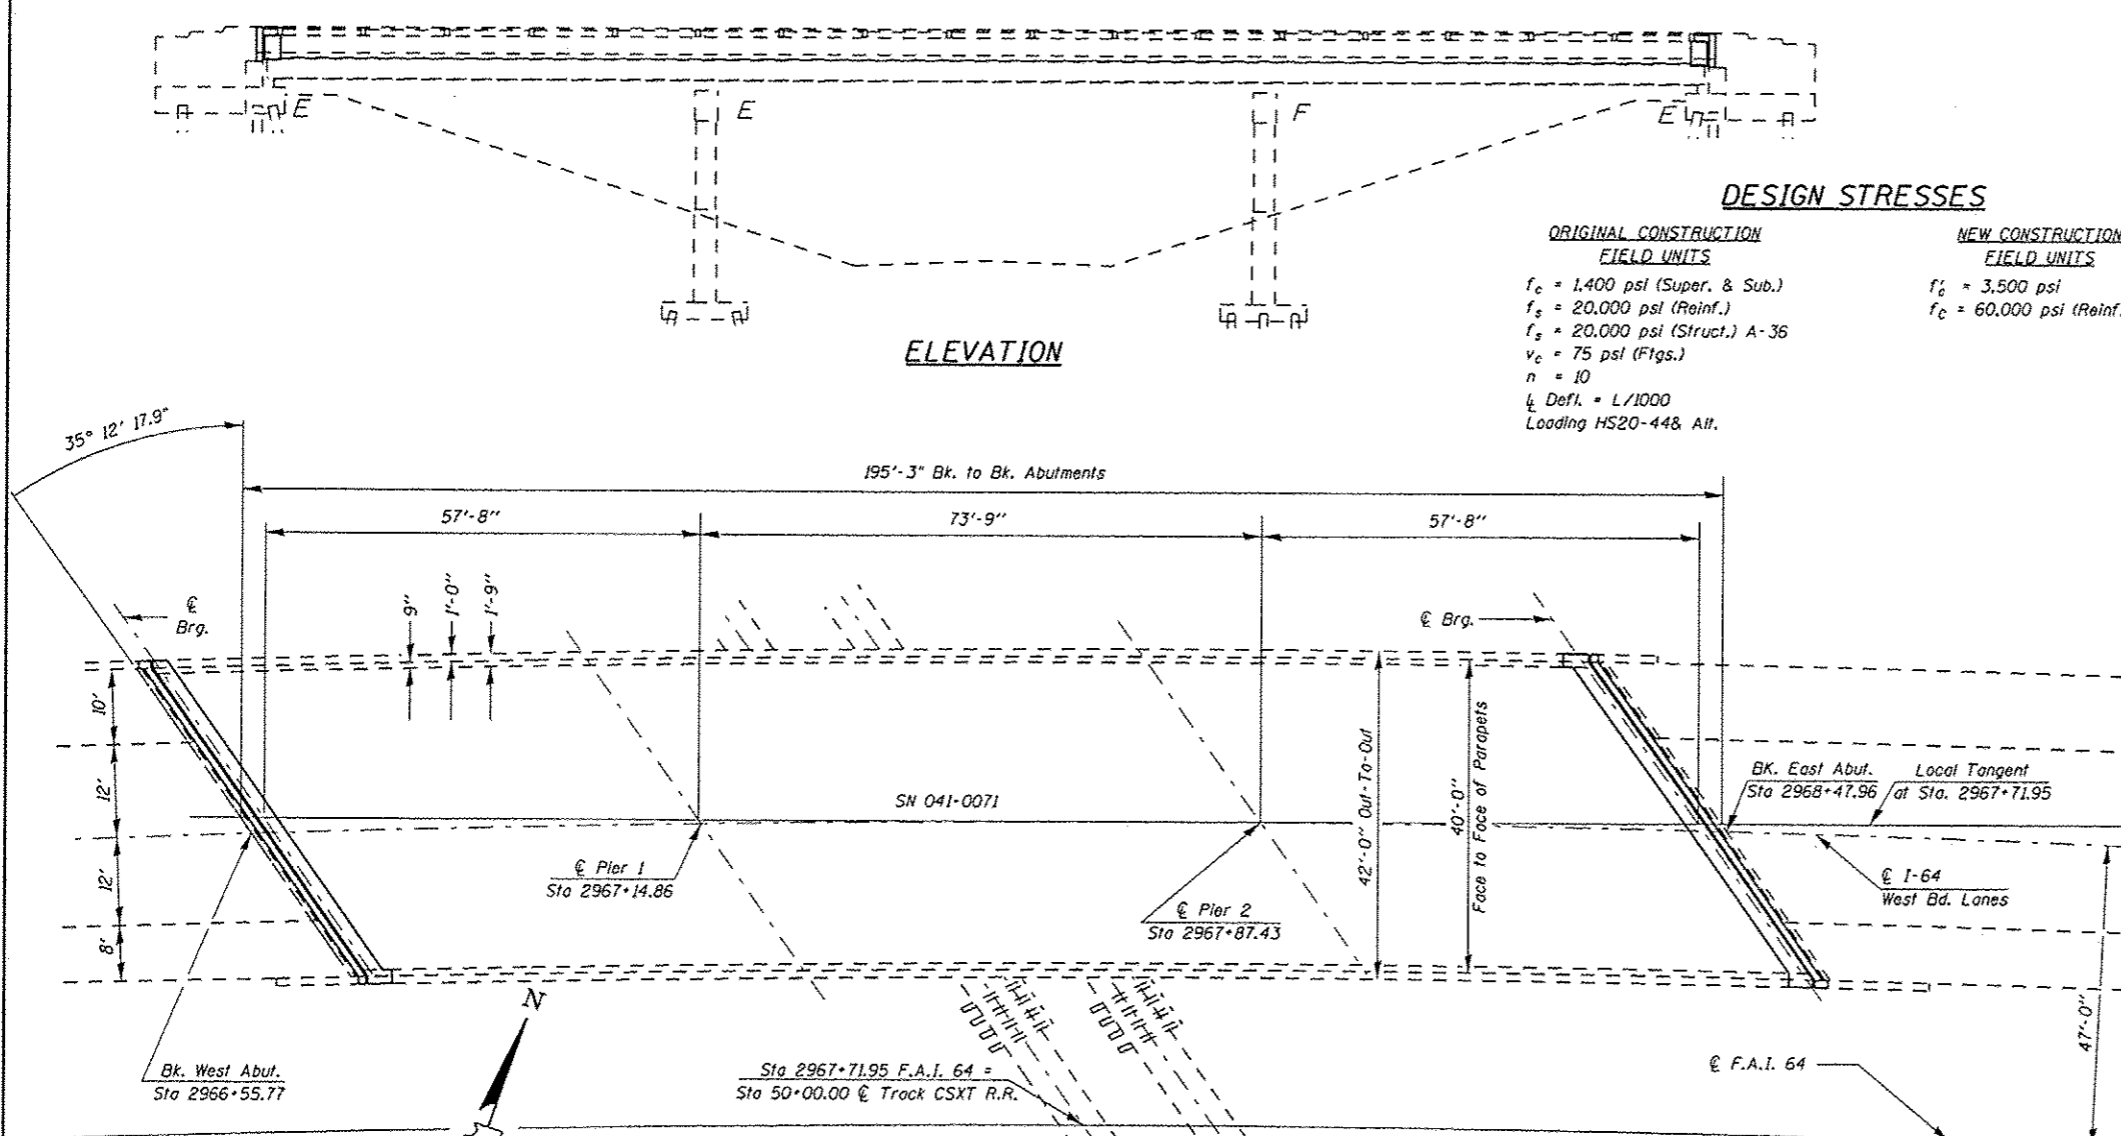 E
E
F
E
ELEVATION
DESIGN STRESSES
ORIGINAL CONSTRUCTION
FIELD UNITS
f_c = 1,400 psi (Super. & Sub.)
f_s = 20,000 psi (Reinf.)
f_s = 20,000 psi (Struct.) A-36
v_c = 75 psi (Ftgs.)
n = 10
℄ Defl. = L/1000
Loading HS20-44& Alt.
NEW CONSTRUCTION
FIELD UNITS
f'_c = 3,500 psi
f_c = 60,000 psi (Reinf.
35° 12' 17.9"
195'-3" Bk. to Bk. Abutments
57'-8"
73'-9"
57'-8"
℄
Brg.
9"
1'-0"
1'-9"
℄ Brg.
10'
12'
12'
8'
SN 041-0071
42'-0" Out-To-Out
40'-0"
Face to Face of Parapets
BK. East Abut.
Sta 2968+47.96
Local Tangent
at Sta. 2967+71.95
℄ Pier 1
Sta 2967+14.86
℄ Pier 2
Sta 2967+87.43
℄ I-64
West Bd. Lanes
47'-0"
N
Bk. West Abut.
Sta 2966+55.77
Sta 2967+71.95 F.A.I. 64 =
Sta 50+00.00 ℄ Track CSXT R.R.
℄ F.A.I. 64